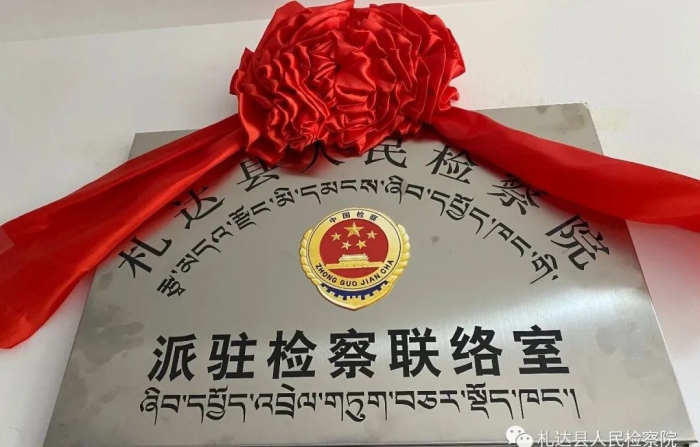 札达县人民检察院
རྩ་མདའ་རྫོང་མི་དམངས་ཞིབ་དཔྱོད་ཁང་གི་
中国检察
ZHONG GUO JIAN CHA
派驻检察联络室
ཞིབ་དཔྱོད་འབྲེལ་གཏུག་བཅར་སྡོད་ཁང་།
札达县人民检察院